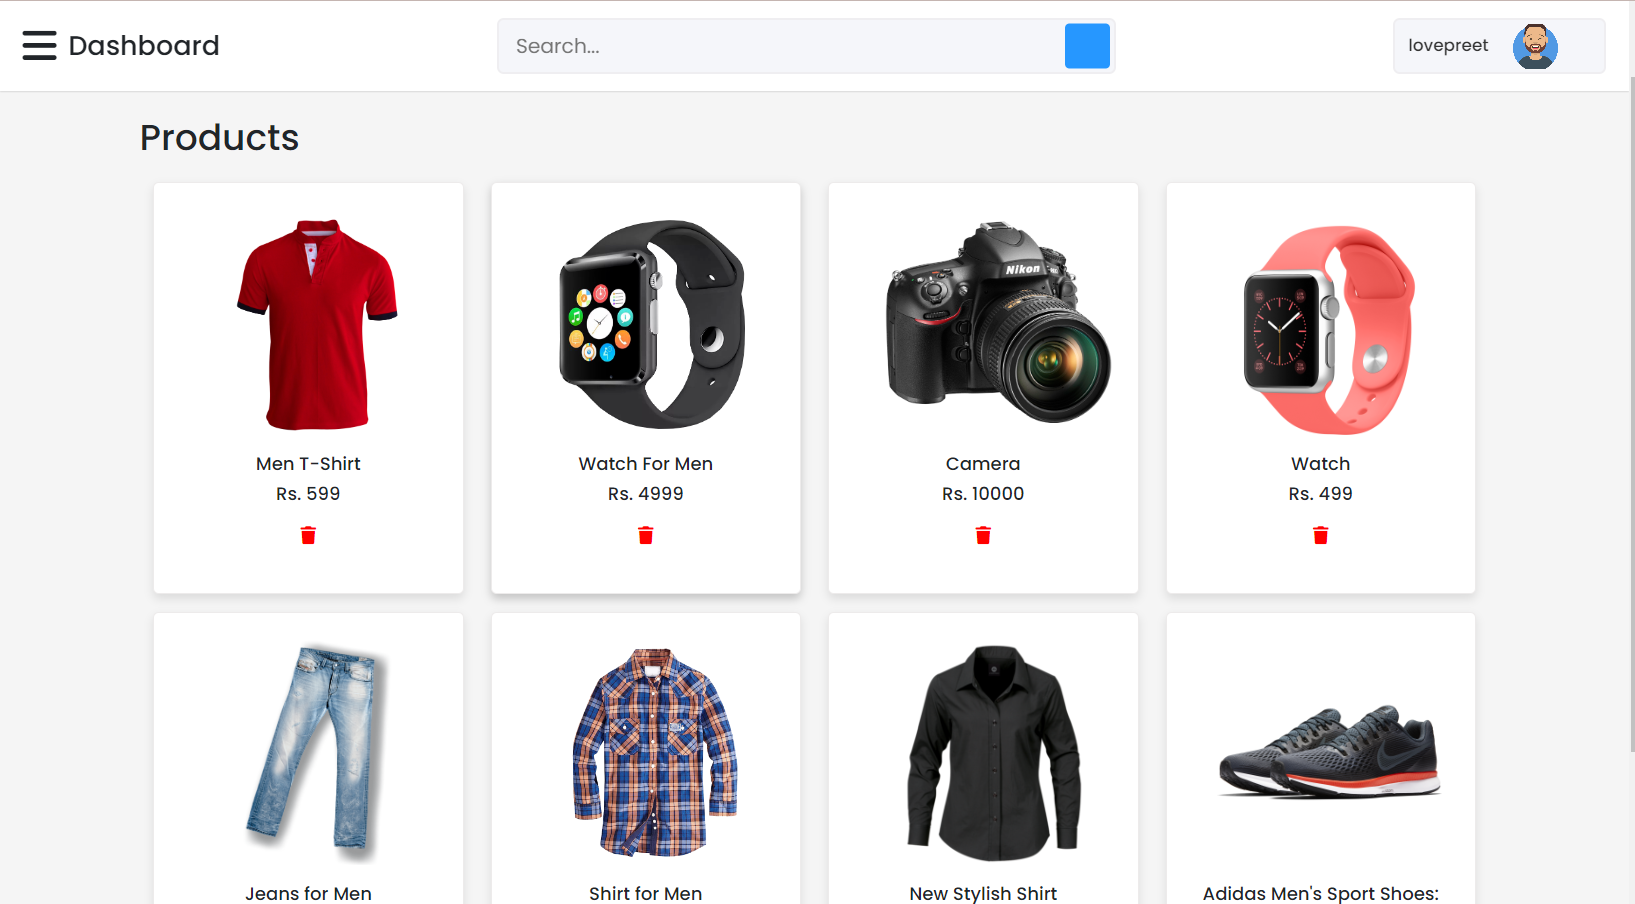 Dashboard
Search...
lovepreet
Products
Nikon
Men T-Shirt
Rs. 599
Watch For Men
Rs. 4999
Camera
Rs. 10000
Watch
Rs. 499
Jeans for Men
Shirt for Men
New Stylish Shirt
Adidas Men's Sport Shoes: